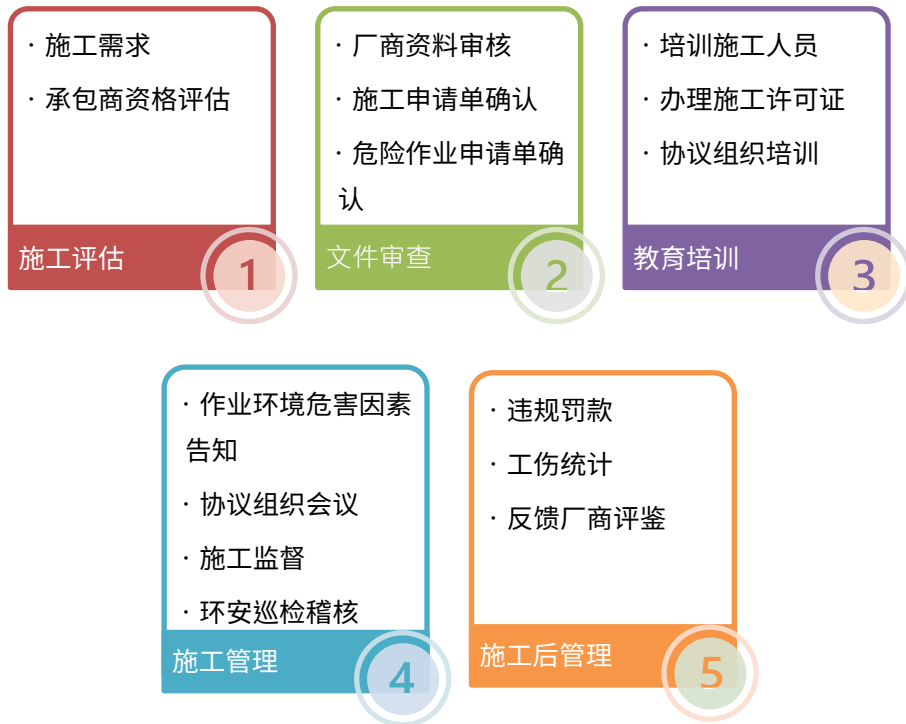 · 施工需求
· 承包商资格评估
施工评估
1
· 厂商资料审核
· 施工申请单确认
· 危险作业申请单确
认
文件审查
2
· 培训施工人员
· 办理施工许可证
· 协议组织培训
教育培训
3
· 作业环境危害因素
告知
· 协议组织会议
· 施工监督
· 环安巡检稽核
施工管理
4
· 违规罚款
· 工伤统计
· 反馈厂商评鉴
施工后管理
5